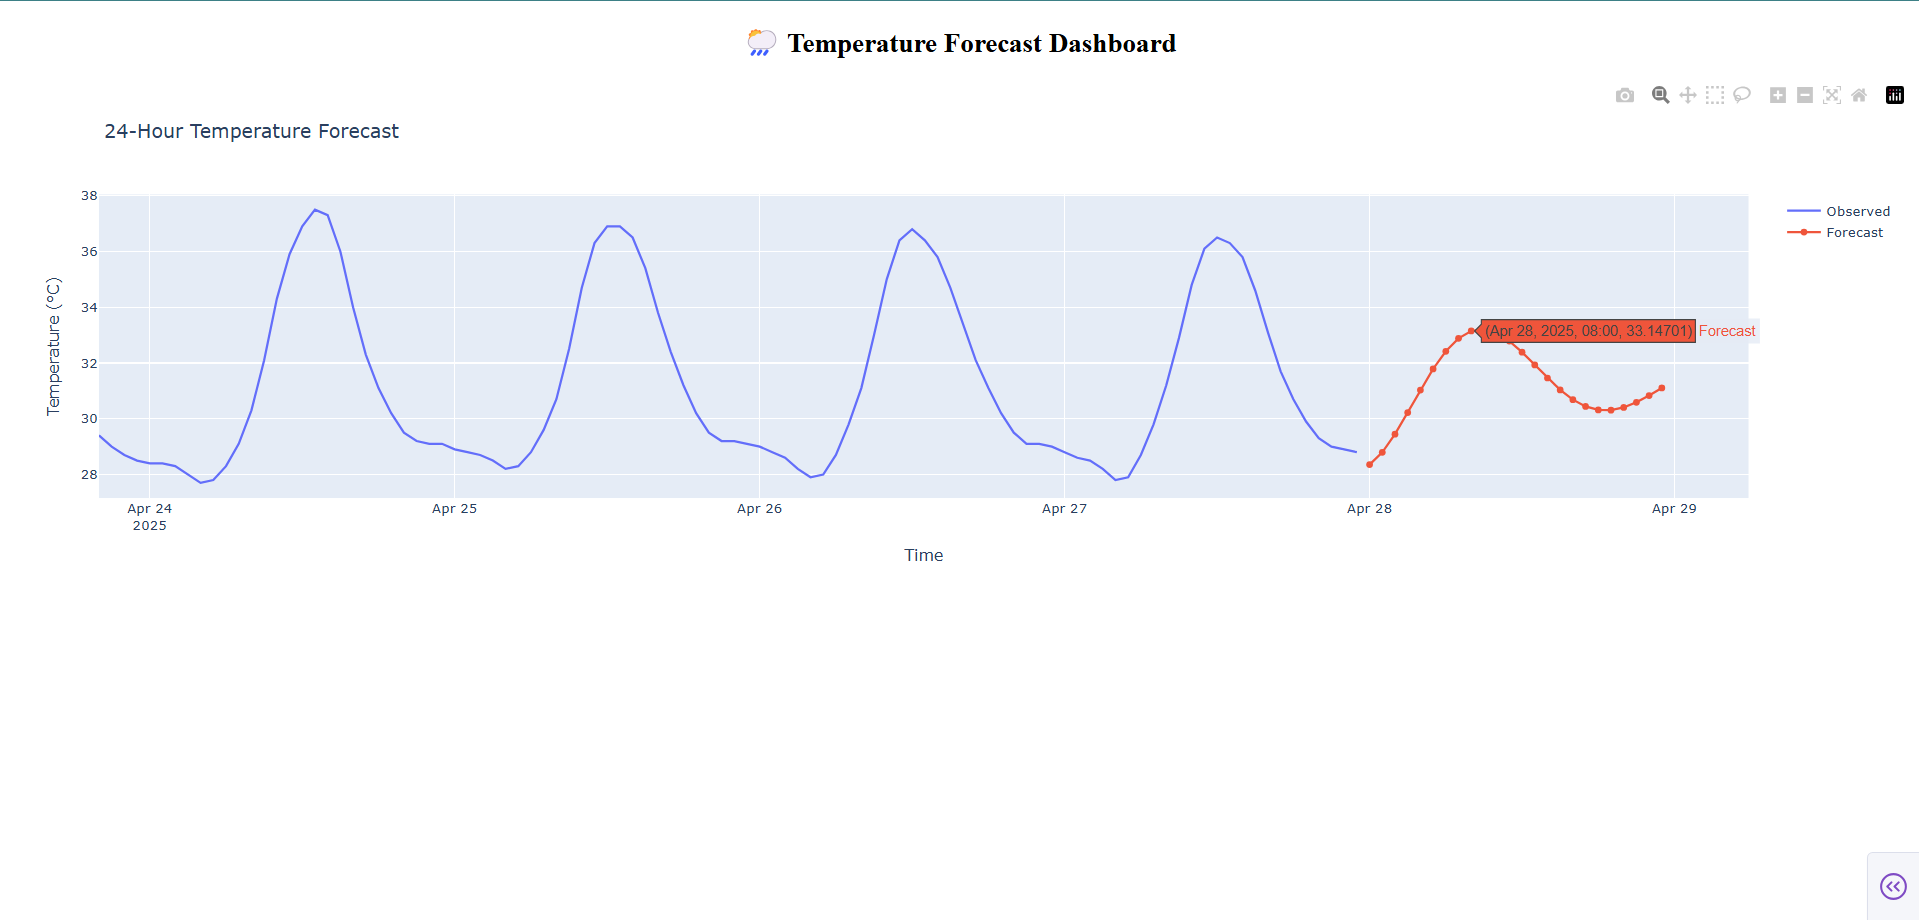 Temperature Forecast Dashboard
24-Hour Temperature Forecast
Temperature (°C)
38
36
34
32
30
28
Observed
Forecast
(Apr 28, 2025, 08:00, 33.14701) Forecast
Apr 24
2025
Apr 25
Apr 26
Apr 27
Apr 28
Apr 29
Time